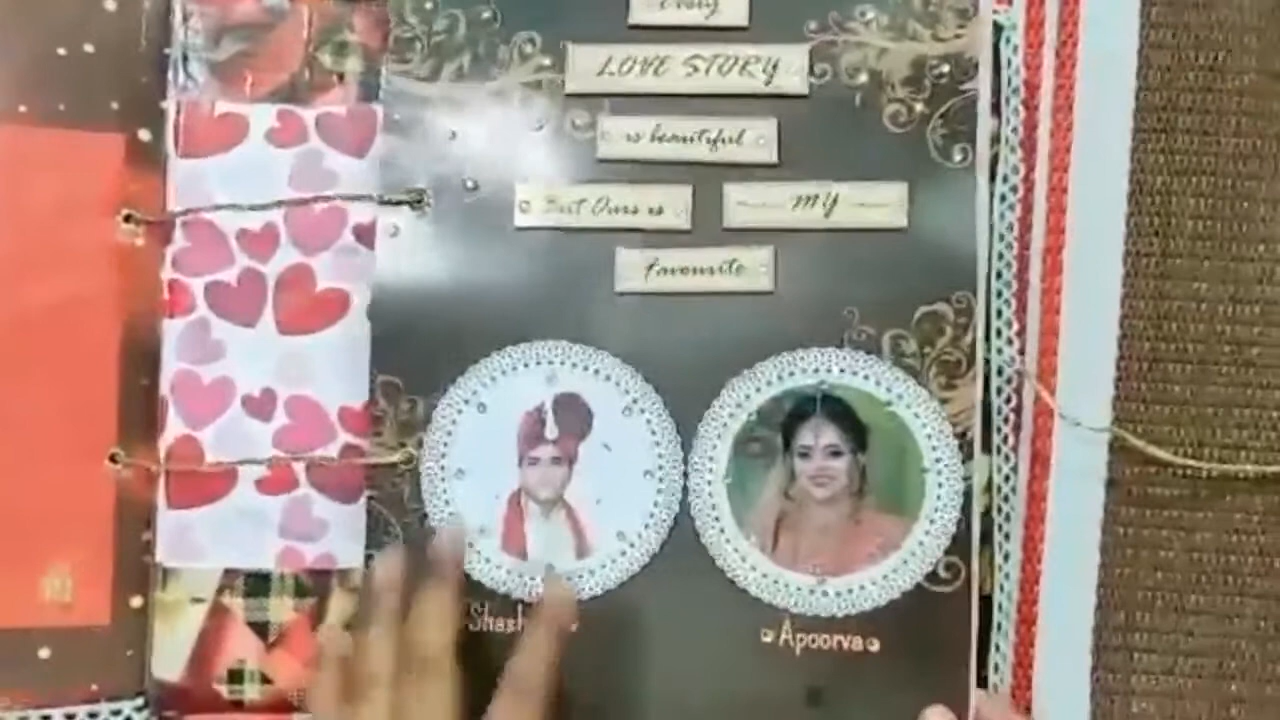 LOVE STORY
is beautiful
But Ours is
MY
Favourite
Apoorva